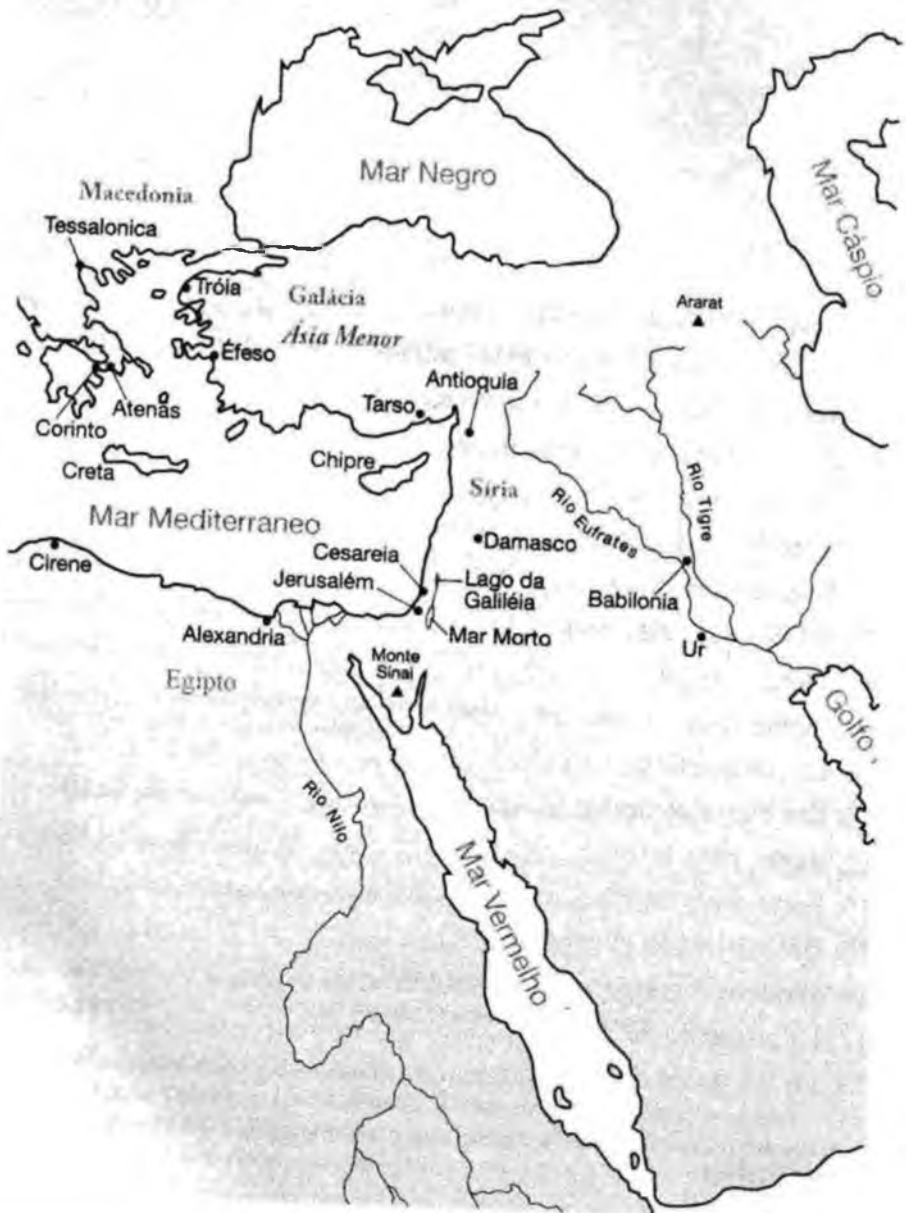 Mar Negro
Mar Cáspio
Macedonia
Tessalonica
Tróia
Galácia
Ásia Menor
Ararat
Éfeso
Antioquia
Atenas
Corinto
Tarso
Creta
Chipre
Síria
Rio Tigre
Rio Eufrates
Mar Mediterraneo
Damasco
Cirene
Cesareia
Jerusalém
Lago da
Galiléia
Babilonia
Alexandria
Mar Morto
Ur
Monte
Sinai
Egipto
Golfo
Rio Nilo
Mar Vermelho